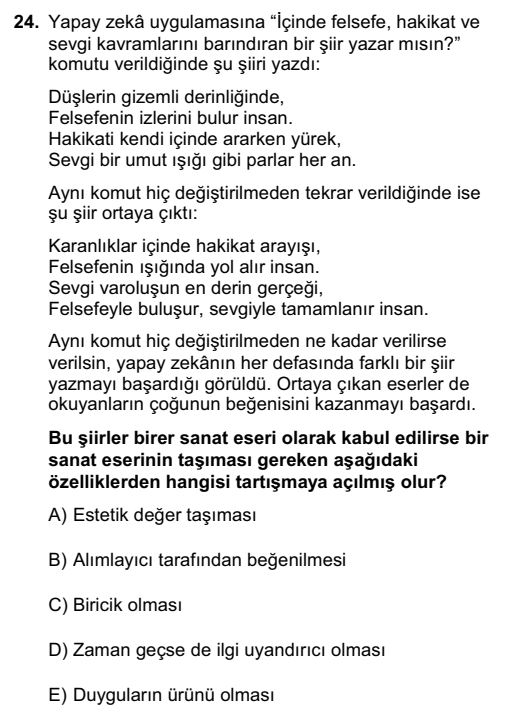 24. Yapay zekâ uygulamasına “İçinde felsefe, hakikat ve
sevgi kavramlarını barındıran bir şiir yazar mısın?”
komutu verildiğinde şu şiiri yazdı:
Düşlerin gizemli derinliğinde,
Felsefenin izlerini bulur insan.
Hakikati kendi içinde ararken yürek,
Sevgi bir umut ışığı gibi parlar her an.
Aynı komut hiç değiştirilmeden tekrar verildiğinde ise
şu şiir ortaya çıktı:
Karanlıklar içinde hakikat arayışı,
Felsefenin ışığında yol alır insan.
Sevgi varoluşun en derin gerçeği,
Felsefeyle buluşur, sevgiyle tamamlanır insan.
Aynı komut hiç değiştirilmeden ne kadar verilirse
verilsin, yapay zekânın her defasında farklı bir şiir
yazmayı başardığı görüldü. Ortaya çıkan eserler de
okuyanların çoğunun beğenisini kazanmayı başardı.
Bu şiirler birer sanat eseri olarak kabul edilirse bir
sanat eserinin taşıması gereken aşağıdaki
özelliklerden hangisi tartışmaya açılmış olur?
A) Estetik değer taşıması
B) Alımlayıcı tarafından beğenilmesi
C) Biricik olması
D) Zaman geçse de ilgi uyandırıcı olması
E) Duyguların ürünü olması